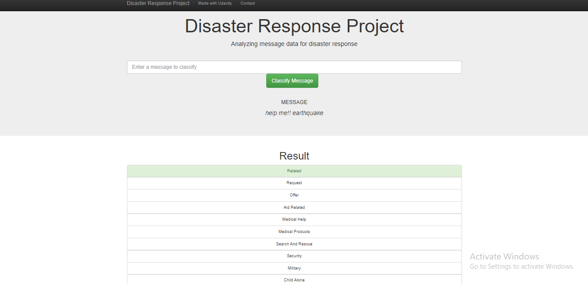 Disaster Response Project
Made with Udacity
Contact
Disaster Response Project
Analyzing message data for disaster response
Enter a message to classify
Classify Message
MESSAGE
help me!! earthquake
Result
Related
Request
Offer
Aid Related
Medical Help
Medical Products
Search And Rescue
Security
Military
Child Alone
Activate Windows
Go to Settings to activate Windows.